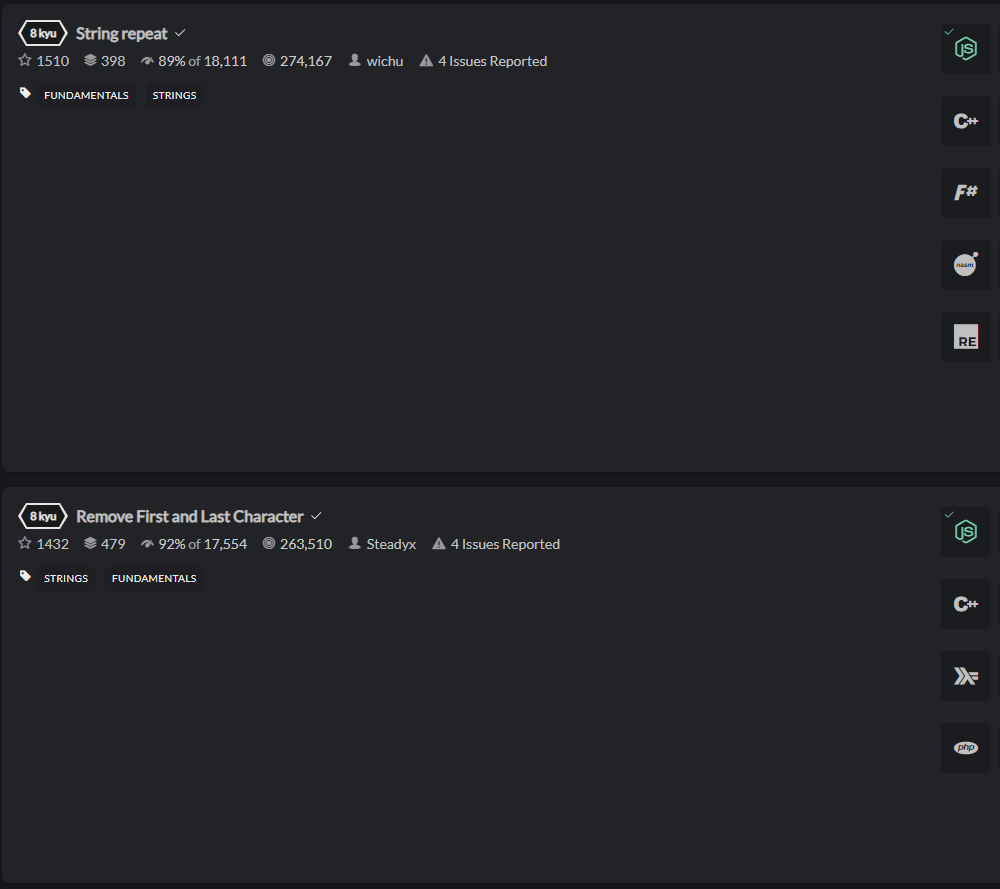 8 kyu String repeat
1510 398 89% of 18,111 274,167 wichu 4 Issues Reported
FUNDAMENTALS STRINGS
JS
C++
F#
nasm
RE
8 kyu Remove First and Last Character
1432 479 92% of 17,554 263,510 Steadyx 4 Issues Reported
STRINGS FUNDAMENTALS
JS
C++
php